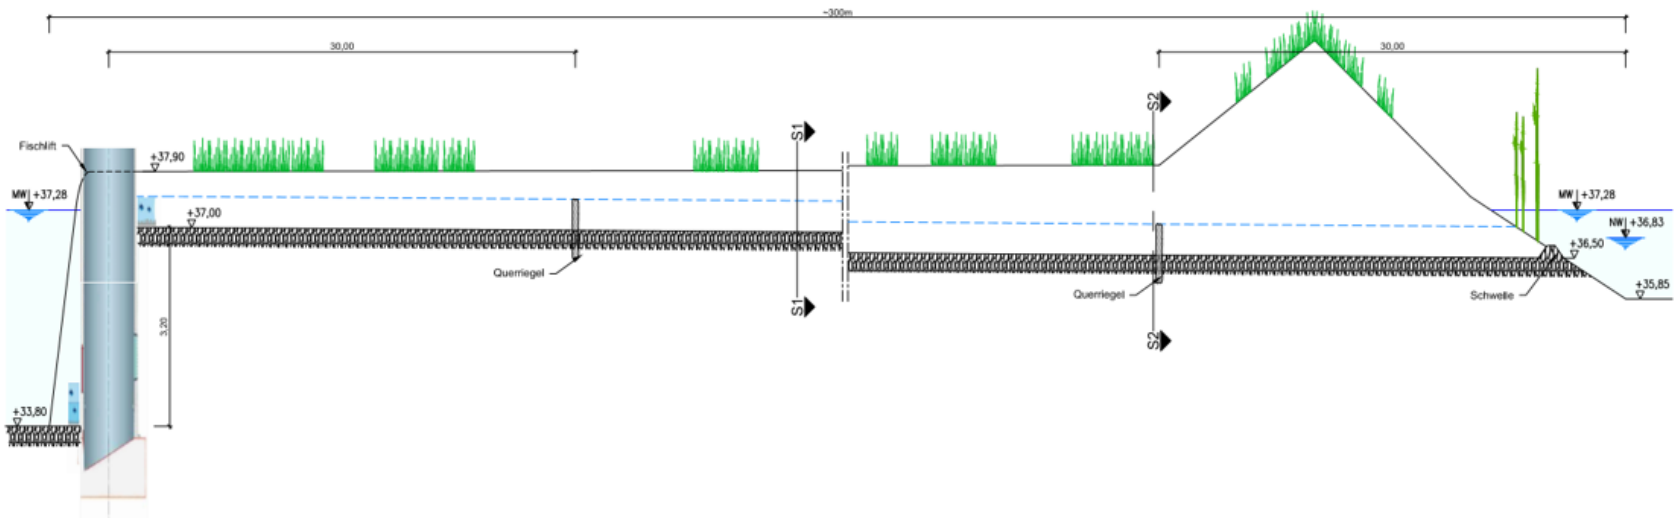 ~300m
30,00
30,00
Fischlift
+37,90
S1
S2
MW +37,28
+37,00
MW +37,28
NW +36,83
Querriegel
+36,50
Querriegel
Schwelle
+35,85
S1
3,20
S2
+33,80